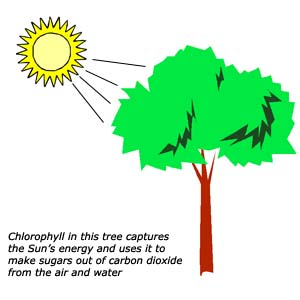 Chlorophyll in this tree captures
the Sun's energy and uses it to
make sugars out of carbon dioxide
from the air and water